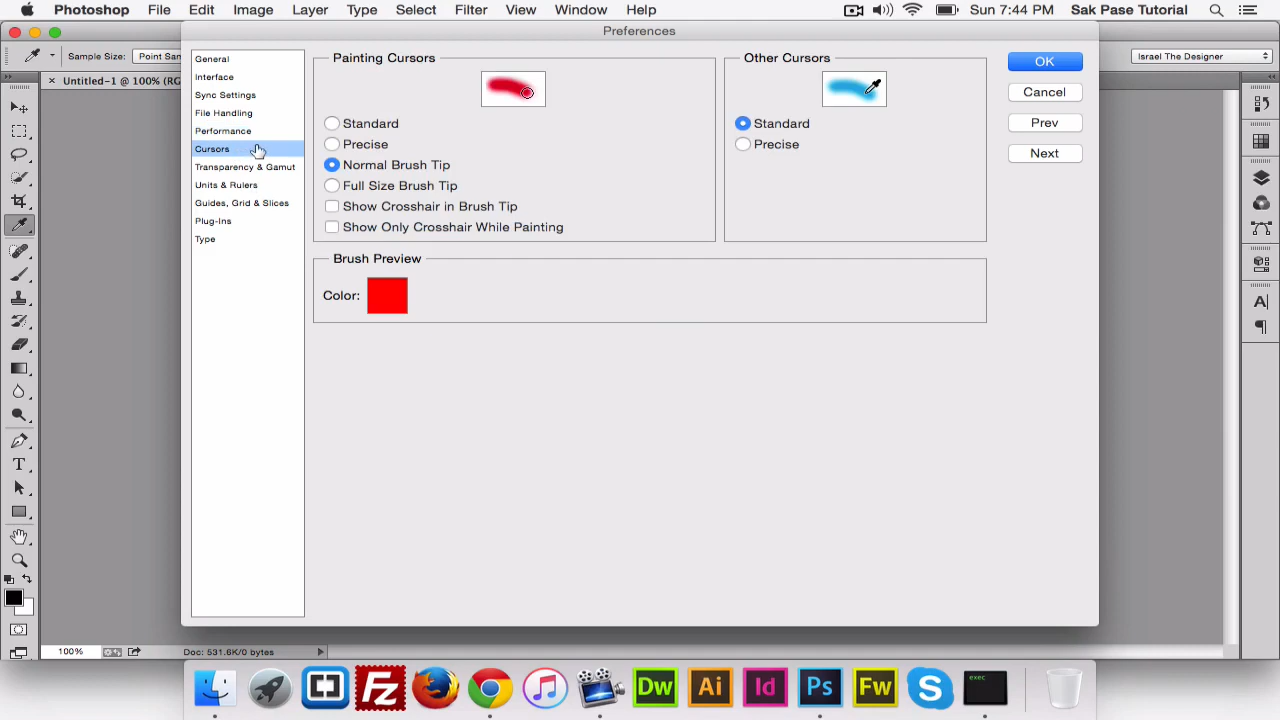 Photoshop File Edit Image Layer Type Select Filter View Window Help Sun 7:44 PM Sak Pase Tutorial
Preferences
Sample Size: Point Sam
Israel The Designer
Untitled-1 @ 100% (RG
General
Interface
Sync Settings
File Handling
Performance
Cursors
Transparency & Gamut
Units & Rulers
Guides, Grid & Slices
Plug-Ins
Type
Painting Cursors
Standard
Precise
Normal Brush Tip
Full Size Brush Tip
Show Crosshair in Brush Tip
Show Only Crosshair While Painting
Other Cursors
Standard
Precise
Brush Preview
Color:
OK
Cancel
Prev
Next
100% Doc: 531.6K/0 bytes
Fz
Dw
Ai
Id
Ps
Fw
S
exec